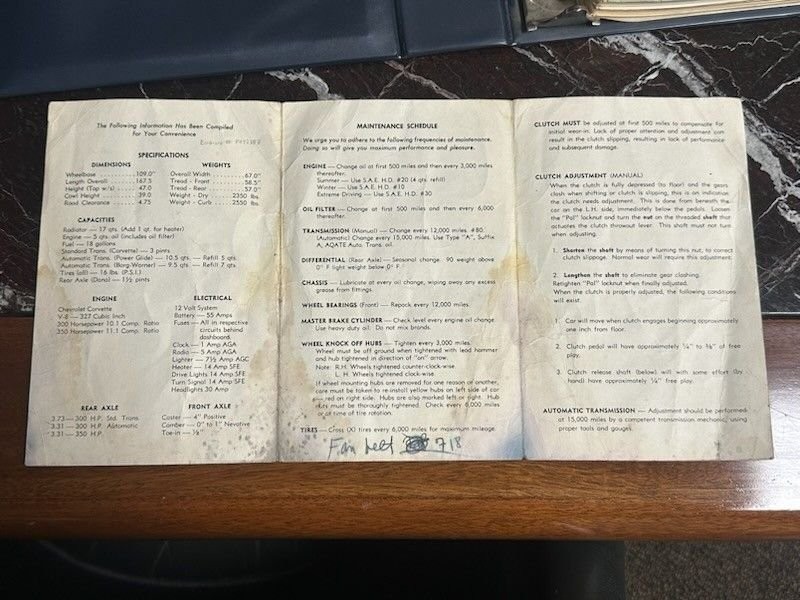 The Following Information Has Been Compiled
for Your Convenience
SPECIFICATIONS
DIMENSIONS
Wheelbase 109.0"
Length Overall 167.5
Height (Top w/s) 47.0
Cowl Height 39.0
Road Clearance 4.75
WEIGHTS
Overall Width 67.0"
Tread - Front 58.5"
Tread - Rear 57.0"
Weight - Dry 2350 lbs.
Weight - Curb 2550 lbs.
CAPACITIES
Radiator — 17 qts. (Add 1 qt. for heater)
Engine — 5 qts. oil (includes oil filter)
Fuel — 18 gallons
Standard Trans. (Corvette) — 3 pints
Automatic Trans. (Power Glide) — 10.5 qts. — Refill 5 qts.
Automatic Trans. (Borg-Warner) — 9.5 qts. — Refill 7 qts.
Tires (all) — 16 lbs. (P.S.I.)
Rear Axle (Dana) — 1½ pints
ENGINE
Chevrolet Corvette
V-8 — 327 Cubic Inch
300 Horsepower 10.1 Comp. Ratio
350 Horsepower 11.1 Comp. Ratio
ELECTRICAL
12 Volt System
Battery — 55 Amps
Fuses — All in respective
circuits behind
dashboard.
Clock — 1 Amp AGA
Radio — 5 Amp AGA
Lighter — 7½ Amp AGC
Heater — 14 Amp SFE
Drive Lights 14 Amp SFE
Turn Signal 14 Amp SFE
Headlights 30 Amp
REAR AXLE
3.73 — 300 H.P. Std. Trans.
3.31 — 300 H.P. Automatic
3.31 — 350 H.P.
FRONT AXLE
Caster — 4° Positive
Camber — 0° to 1° Nevative
Toe-in — ⅛"
MAINTENANCE SCHEDULE
We urge you to adhere to the following frequencies of maintenance.
Doing so will give you maximum performance and pleasure.
ENGINE — Change oil at first 500 miles and then every 3,000 miles
thereafter.
Summer — Use S.A.E. H.D. #20 (4 qts. refill)
Winter — Use S.A.E. H.D. #10
Extreme Driving — Use S.A.E. #30
OIL FILTER — Change at first 500 miles and then every 6,000
thereafter.
TRANSMISSION (Manual) — Change every 12,000 miles. #80.
(Automatic) Change every 15,000 miles. Use Type "A", Suffix
A, AQATE Auto. Trans. oil.
DIFFERENTIAL (Rear Axle) — Seasonal change. 90 weight above
0° F light weight below 0° F
CHASSIS — Lubricate at every oil change, wiping away any excess
grease from fittings.
WHEEL BEARINGS (Front) — Repack every 12,000 miles.
MASTER BRAKE CYLINDER — Check level every engine oil change.
Use heavy duty oil. Do not mix brands.
WHEEL KNOCK OFF HUBS — Tighten every 3,000 miles.
Wheel must be off ground when tightened with lead hammer
and hub tightened in direction of "on" arrow.
Note: R.H. Wheels tightened counter-clock-wise
L. H. Wheels tightened clock-wise
If wheel mounting hubs are removed for one reason or another,
care must be taken to re-install yellow hubs on left side of car
red on right side. Hubs are also marked left or right. Hub
must be thoroughly tightened. Check every 6,000 miles
or at time of tire rotation.
TIRES — Cross tires every 6,000 miles for maximum mileage.
Fan belt 718
CLUTCH MUST be adjusted at first 500 miles to compensate for
initial wear-in. Lack of proper attention and adjustment can
result in the clutch slipping, resulting in lack of performance
and subsequent damage.
CLUTCH ADJUSTMENT (MANUAL)
When the clutch is fully depressed (to floor) and the gears
clash when shifting or clutch is slipping, this is an indication
the clutch needs adjustment. This is done from beneath the
car on the L.H. side, immediately below the pedals. Loosen
the "Pal" locknut and turn the nut on the threaded shaft that
actuates the clutch throwout lever. This shaft must not turn
when adjusting.
1. Shorten the shaft by means of turning this nut, to correct
clutch slippage. Normal wear will require this adjustment.
2. Lengthen the shaft to eliminate gear clashing.
Retighten "Pal" locknut when finally adjusted.
When the clutch is properly adjusted, the following conditions
will exist.
1. Car will move when clutch engages beginning approximately
one inch from floor.
2. Clutch pedal will have approximately ¼" to ⅜" of free
play.
3. Clutch release shaft (below) will with some effort (by
hand) have approximately ¼" free play.
AUTOMATIC TRANSMISSION — Adjustment should be performed
at 15,000 miles by a competent transmission mechanic, using
proper tools and gauges.